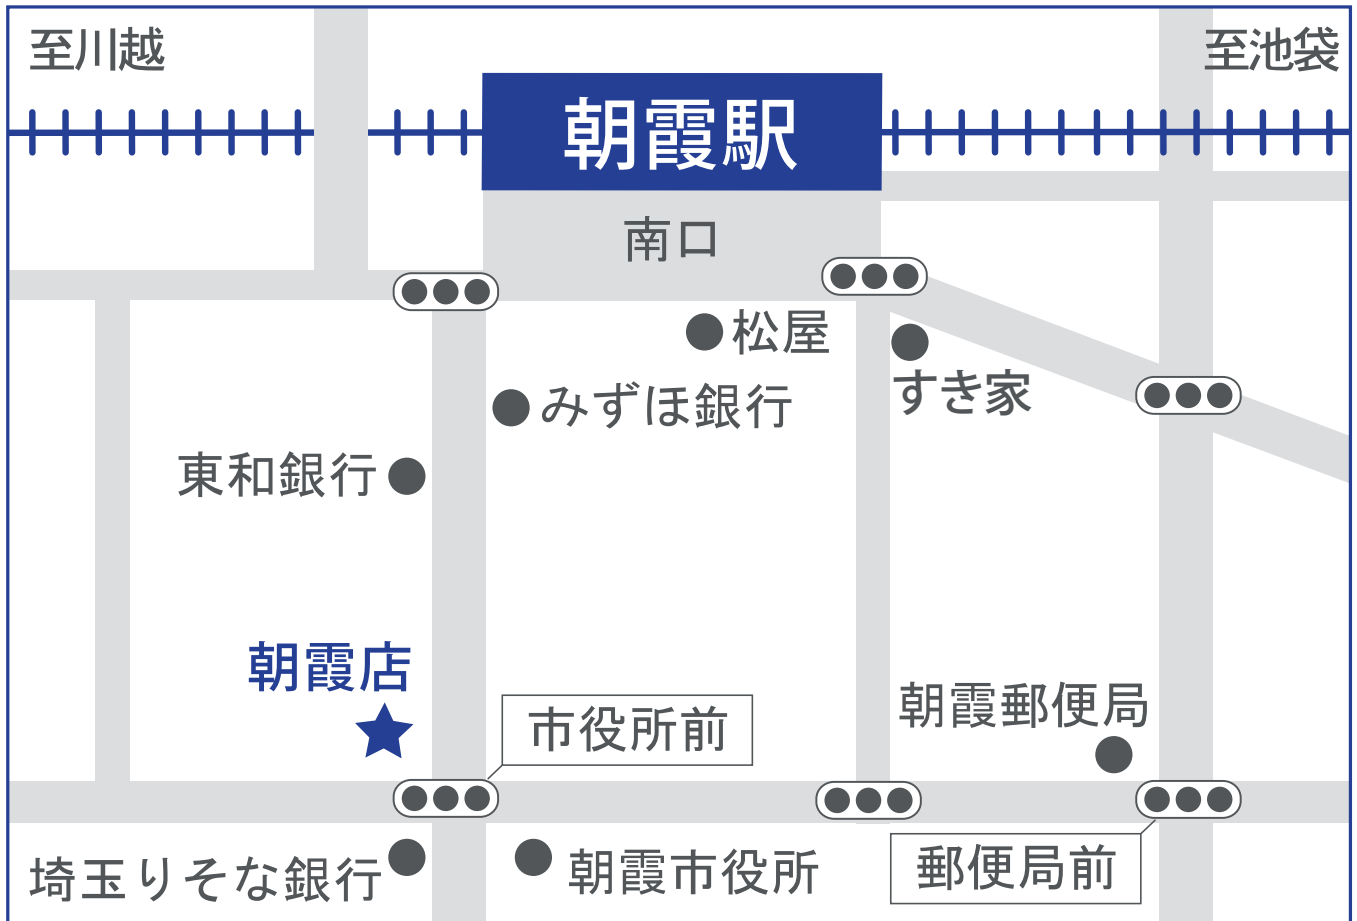 至川越
至池袋
朝霞駅
南口
松屋
すき家
みずほ銀行
東和銀行
朝霞店
市役所前
朝霞郵便局
埼玉りそな銀行
朝霞市役所
郵便局前